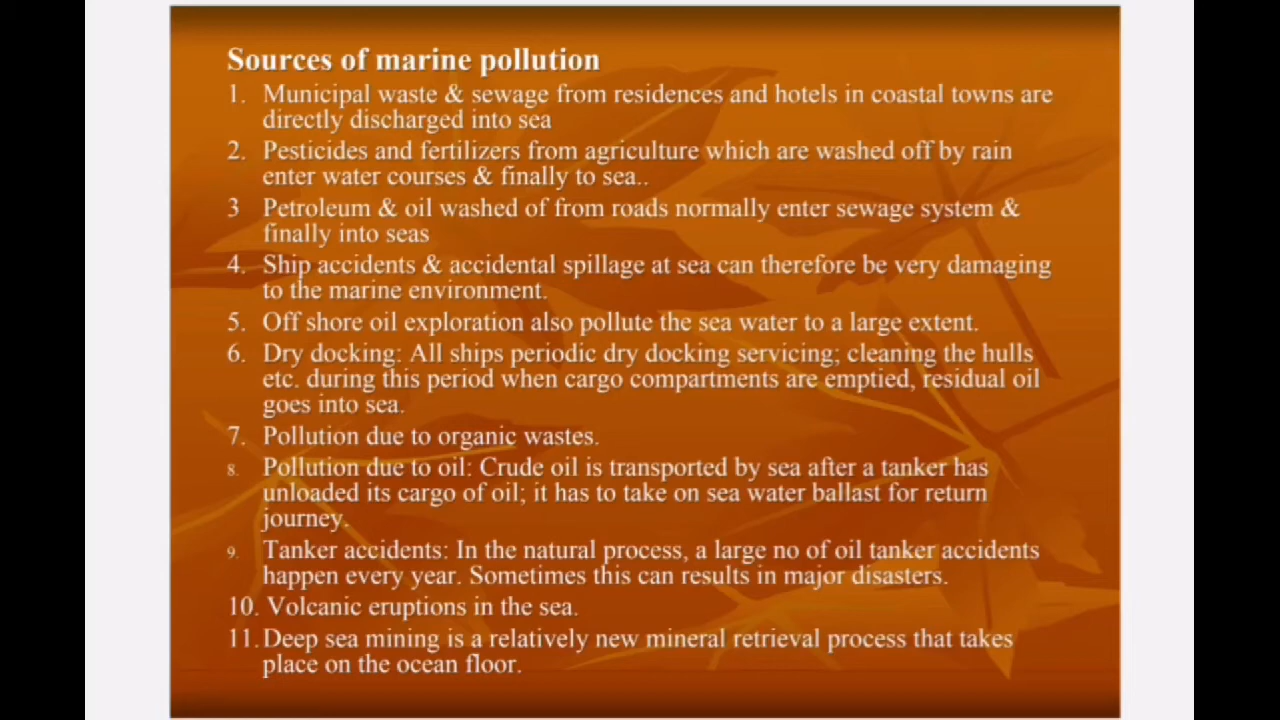 Sources of marine pollution
1. Municipal waste & sewage from residences and hotels in coastal towns are
directly discharged into sea
2. Pesticides and fertilizers from agriculture which are washed off by rain
enter water courses & finally to sea..
3 Petroleum & oil washed of from roads normally enter sewage system &
finally into seas
4. Ship accidents & accidental spillage at sea can therefore be very damaging
to the marine environment.
5. Off shore oil exploration also pollute the sea water to a large extent.
6. Dry docking: All ships periodic dry docking servicing; cleaning the hulls
etc. during this period when cargo compartments are emptied, residual oil
goes into sea.
7. Pollution due to organic wastes.
8. Pollution due to oil: Crude oil is transported by sea after a tanker has
unloaded its cargo of oil; it has to take on sea water ballast for return
journey.
9. Tanker accidents: In the natural process, a large no of oil tanker accidents
happen every year. Sometimes this can results in major disasters.
10. Volcanic eruptions in the sea.
11. Deep sea mining is a relatively new mineral retrieval process that takes
place on the ocean floor.